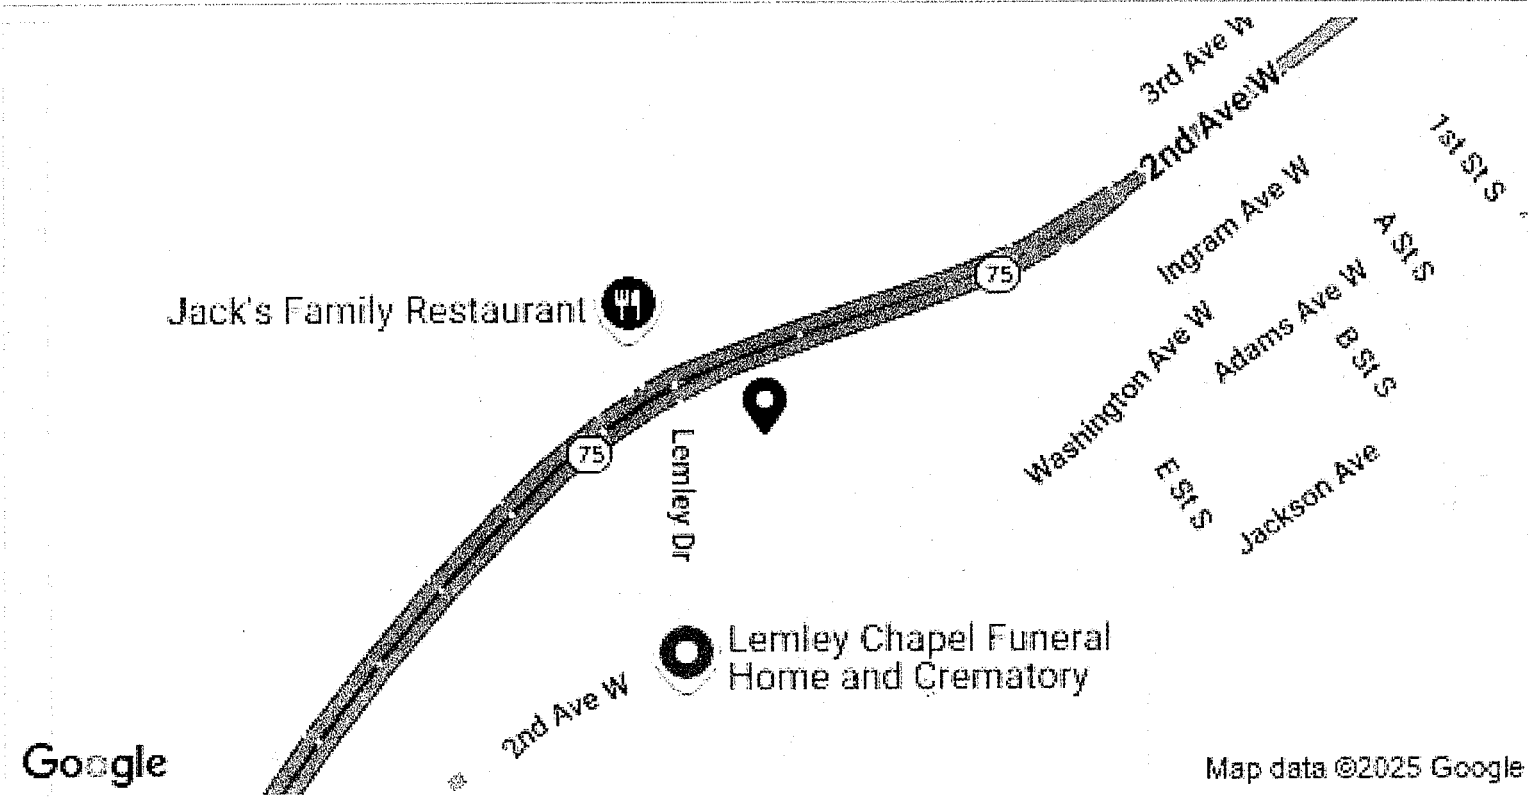 3rd Ave W
2nd Ave W
1st St S
Ingram Ave W
A St S
75
Jack's Family Restaurant
Adams Ave W
Washington Ave W
B St S
75
Lemley Dr
E St S
Jackson Ave
Lemley Chapel Funeral
Home and Crematory
2nd Ave W
Google
Map data ©2025 Google